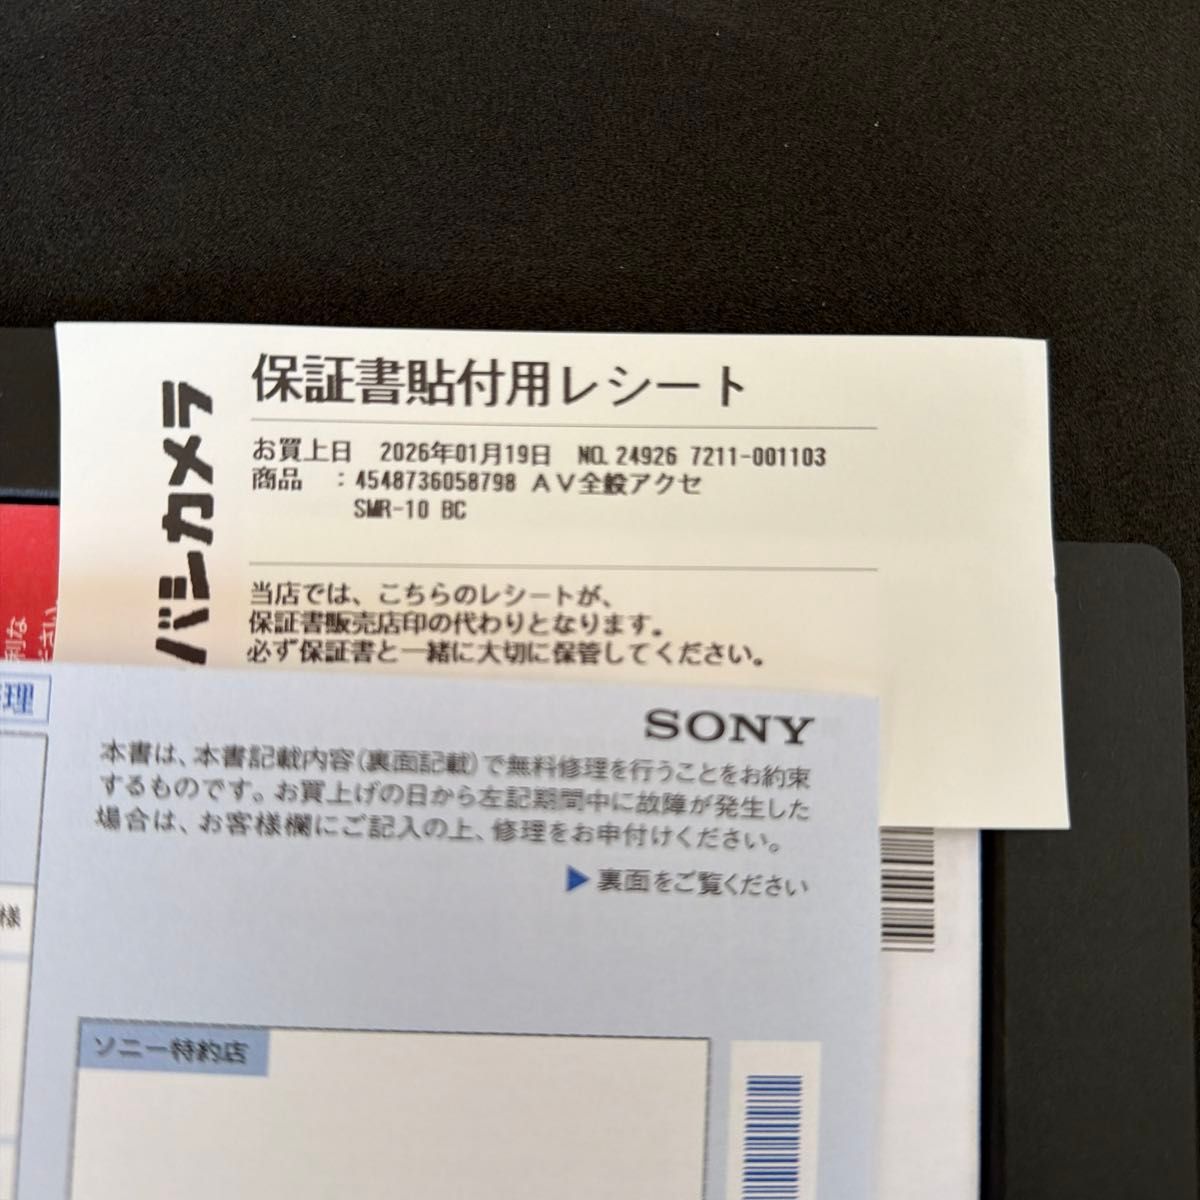 保証書貼付用レシート
お買上日 2026年01月19日 NO. 24926 7211-001103
商品 : 4548736058798 AV全般アクセ
SMR-10 BC
バシカメラ
当店では、こちらのレシートが、
保証書販売店印の代わりとなります。
必ず保証書と一緒に大切に保管してください。
理
SONY
本書は、本書記載内容(裏面記載)で無料修理を行うことをお約束
するものです。お買上げの日から左記期間中に故障が発生した
場合は、お客様欄にご記入の上、修理をお申付けください。
▶裏面をご覧ください
様
ソニー特約店